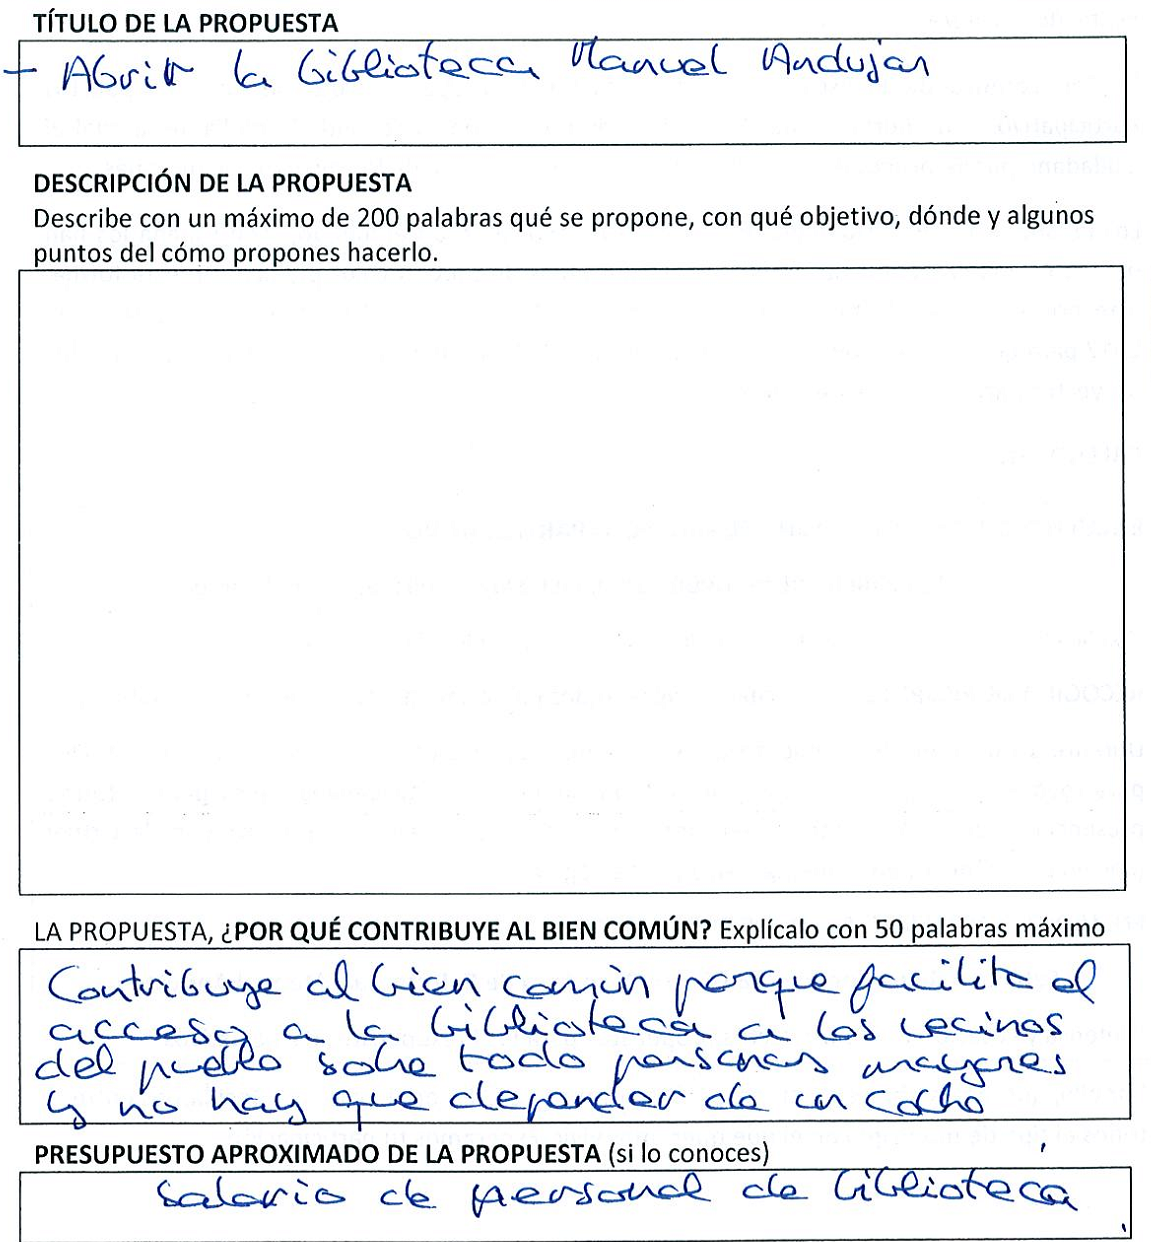 TÍTULO DE LA PROPUESTA
- Abrir la biblioteca Manuel Andujar
DESCRIPCIÓN DE LA PROPUESTA
Describe con un máximo de 200 palabras qué se propone, con qué objetivo, dónde y algunos
puntos del cómo propones hacerlo.
LA PROPUESTA, ¿POR QUÉ CONTRIBUYE AL BIEN COMÚN? Explícalo con 50 palabras máximo
Contribuye al bien común porque facilita el
acceso a la biblioteca a los vecinos
del pueblo sobre todo personas mayores
y no hay que depender de un coche
PRESUPUESTO APROXIMADO DE LA PROPUESTA (si lo conoces)
Salario de personal de biblioteca